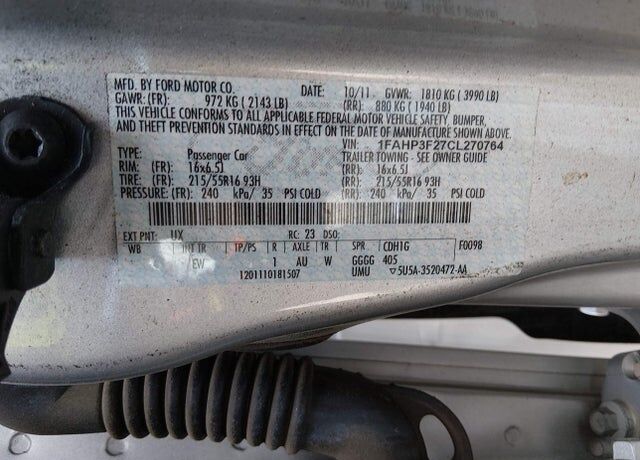 MFD. BY FORD MOTOR CO. DATE: 10/11 GVWR: 1810 KG ( 3990 LB)
GAWR:(FR): 972 KG ( 2143 LB) (RR): 880 KG ( 1940 LB)
THIS VEHICLE CONFORMS TO ALL APPLICABLE FEDERAL MOTOR VEHICLE SAFETY, BUMPER,
AND THEFT PREVENTION STANDARDS IN EFFECT ON THE DATE OF MANUFACTURE SHOWN ABOVE.
VIN: 1FAHP3F27CL270764
TYPE: Passenger Car TRAILER TOWING - SEE OWNER GUIDE
RIM: (FR): 16x6.5J (RR): 16x6.5J
TIRE: (FR): 215/55R16 93H (RR): 215/55R16 93H
PRESSURE: (FR): 240 kPa/ 35 PSI COLD (RR): 240 kPa/ 35 PSI COLD
EXT PNT: UX RC: 23 DSO: F0098
WB INT TR TP/PS R AXLE TR SPR CDH1G
EW 1 AU W GGGG 405
1201110181507 UMU 5U5A-3520472-AA